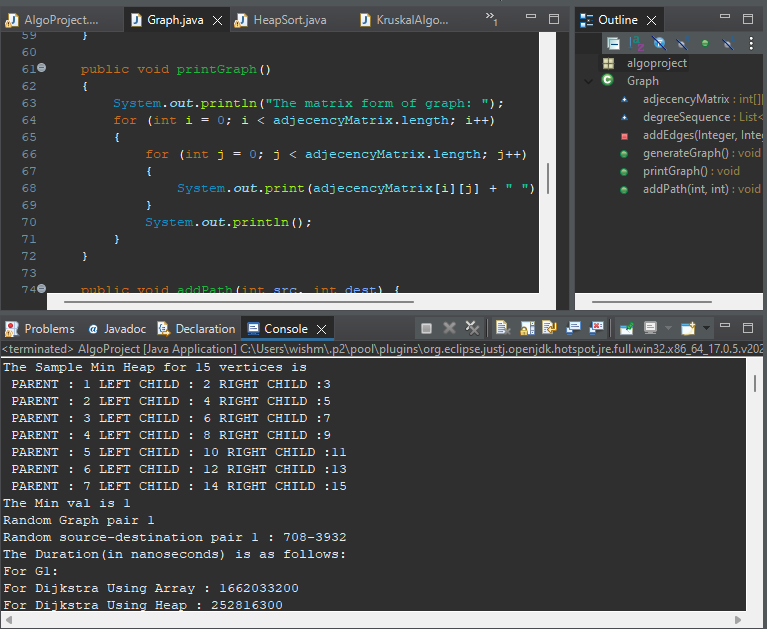 AlgoProject....
Graph.java
HeapSort.java
KruskalAlgo...
»1
59 }
60
61 public void printGraph()
62 {
63 System.out.println("The matrix form of graph: ");
64 for (int i = 0; i < adjecencyMatrix.length; i++)
65 {
66 for (int j = 0; j < adjecencyMatrix.length; j++)
67 {
68 System.out.print(adjecencyMatrix[i][j] + " ")
69 }
70 System.out.println();
71 }
72 }
73
74 public void addPath(int src, int dest) {
Outline
algoproject
Graph
adjecencyMatrix : int[][
degreeSequence : List<
addEdges(Integer, Integ
generateGraph() : void
printGraph() : void
addPath(int, int) : void
Problems
Javadoc
Declaration
Console
<terminated> AlgoProject [Java Application] C:\Users\wishm\.p2\pool\plugins\org.eclipse.justj.openjdk.hotspot.jre.full.win32.x86_64_17.0.5.v202
The Sample Min Heap for 15 vertices is
PARENT : 1 LEFT CHILD : 2 RIGHT CHILD :3
PARENT : 2 LEFT CHILD : 4 RIGHT CHILD :5
PARENT : 3 LEFT CHILD : 6 RIGHT CHILD :7
PARENT : 4 LEFT CHILD : 8 RIGHT CHILD :9
PARENT : 5 LEFT CHILD : 10 RIGHT CHILD :11
PARENT : 6 LEFT CHILD : 12 RIGHT CHILD :13
PARENT : 7 LEFT CHILD : 14 RIGHT CHILD :15
The Min val is 1
Random Graph pair 1
Random source-destination pair 1 : 708-3932
The Duration(in nanoseconds) is as follows:
For G1:
For Dijkstra Using Array : 1662033200
For Dijkstra Using Heap : 252816300